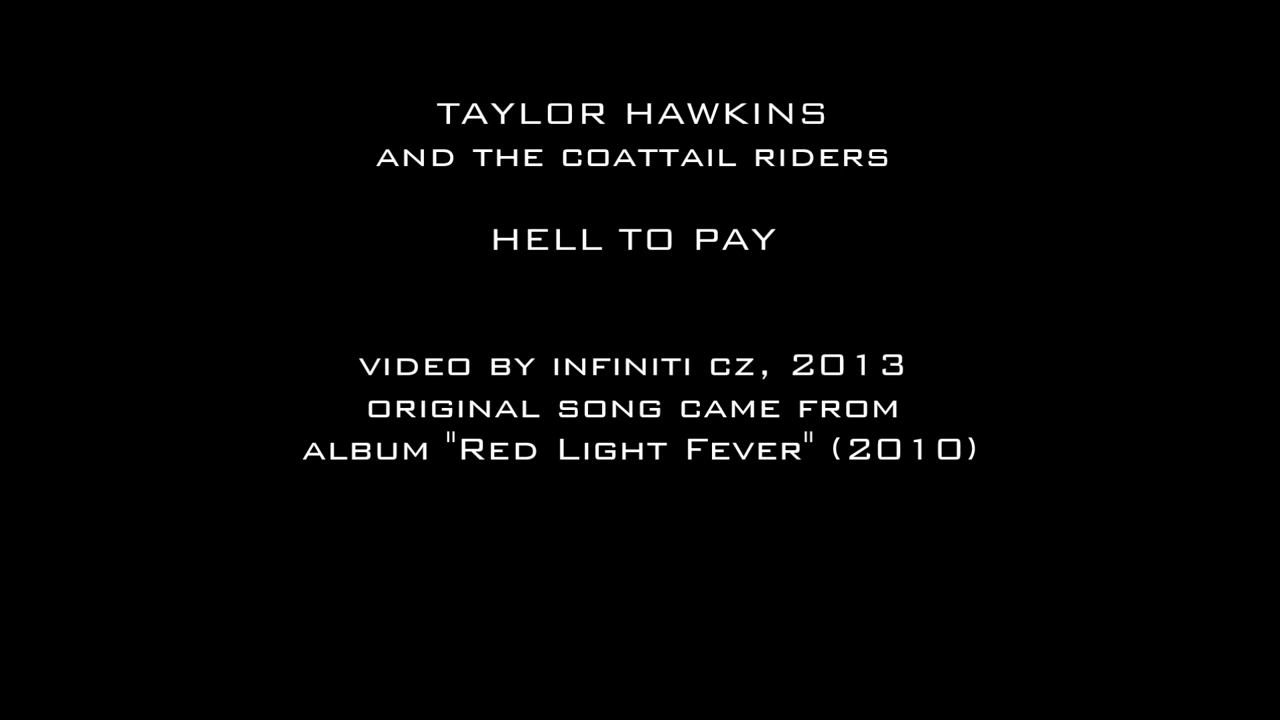 TAYLOR HAWKINS
AND THE COATTAIL RIDERS
HELL TO PAY
VIDEO BY INFINITI CZ, 2013
ORIGINAL SONG CAME FROM
ALBUM "RED LIGHT FEVER" (2010)